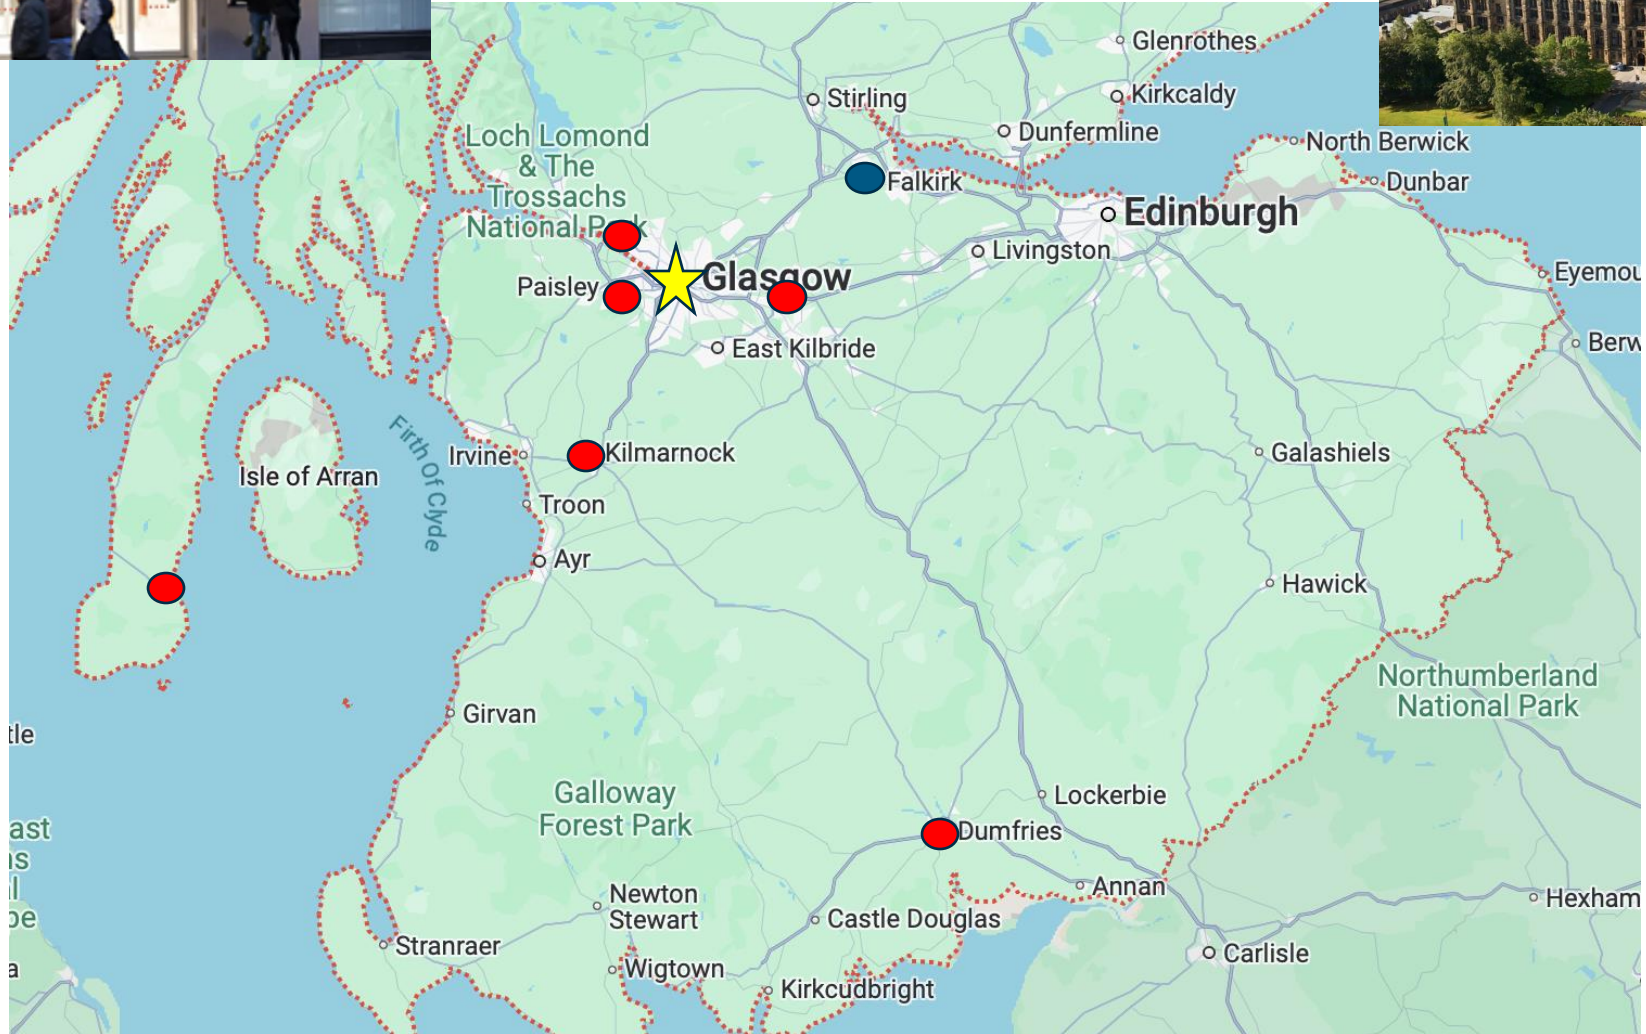 Glenrothes
Stirling
Kirkcaldy
Loch Lomond
& The
Trossachs
National Park
Dunfermline
North Berwick
Falkirk
Dunbar
Edinburgh
Livingston
Glasgow
Paisley
East Kilbride
Firth Of Clyde
Irvine
Kilmarnock
Galashiels
Isle of Arran
Troon
Ayr
Hawick
Northumberland
National Park
Girvan
Galloway
Forest Park
Lockerbie
Dumfries
Annan
Newton
Stewart
Castle Douglas
Hexham
Stranraer
Carlisle
Wigtown
Kirkcudbright